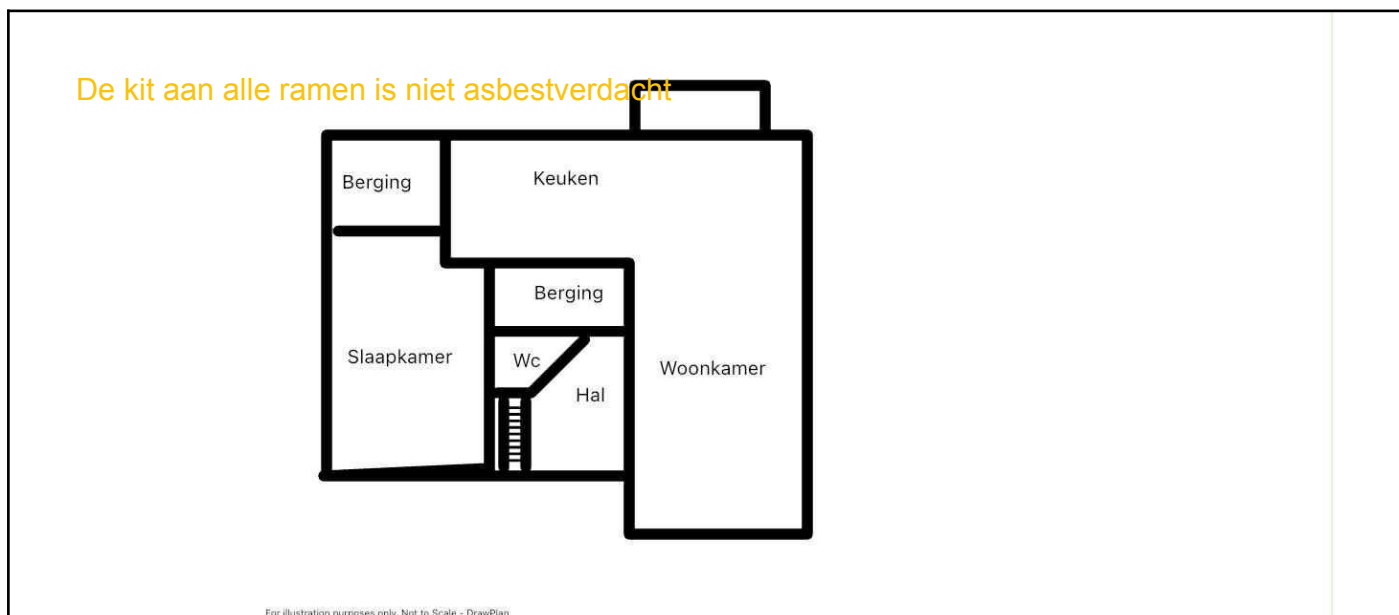 De kit aan alle ramen is niet asbestverdacht
Berging
Keuken
Berging
Slaapkamer
Wc
Woonkamer
Hal
For illustration purposes only. Not to Scale - DrawPlan